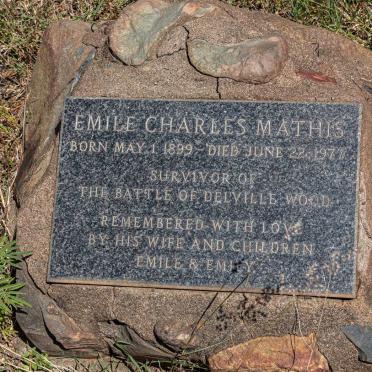 EMILE CHARLES MATHIS
BORN MAY 1 1899 - DIED JUNE 22, 1977
SURVIVOR OF
THE BATTLE OF DELVILLE WOOD
REMEMBERED WITH LOVE
BY HIS WIFE AND CHILDREN
EMILE & EMILY